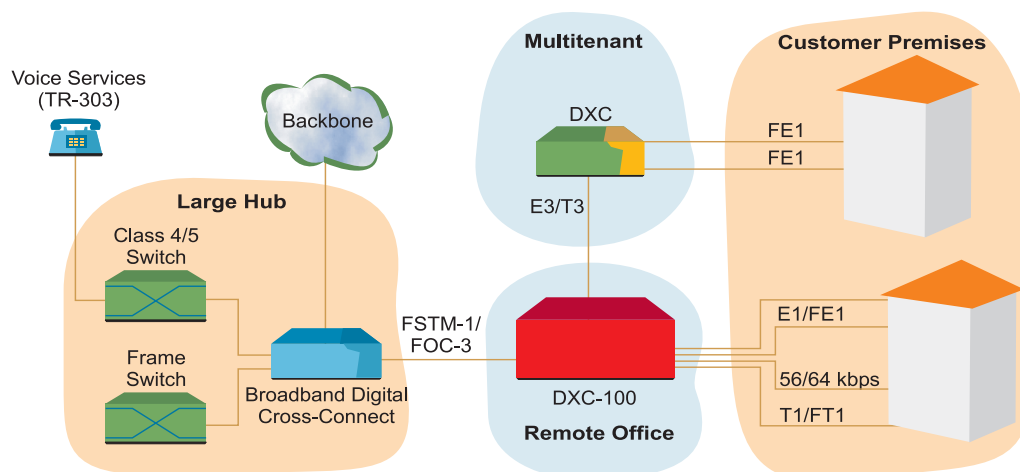 Voice Services
(TR-303)
Backbone
Large Hub
Class 4/5
Switch
Frame
Switch
Broadband Digital
Cross-Connect
FSTM-1/
FOC-3
Multitenant
DXC
E3/T3
DXC-100
Remote Office
Customer Premises
FE1
FE1
E1/FE1
56/64 kbps
T1/FT1